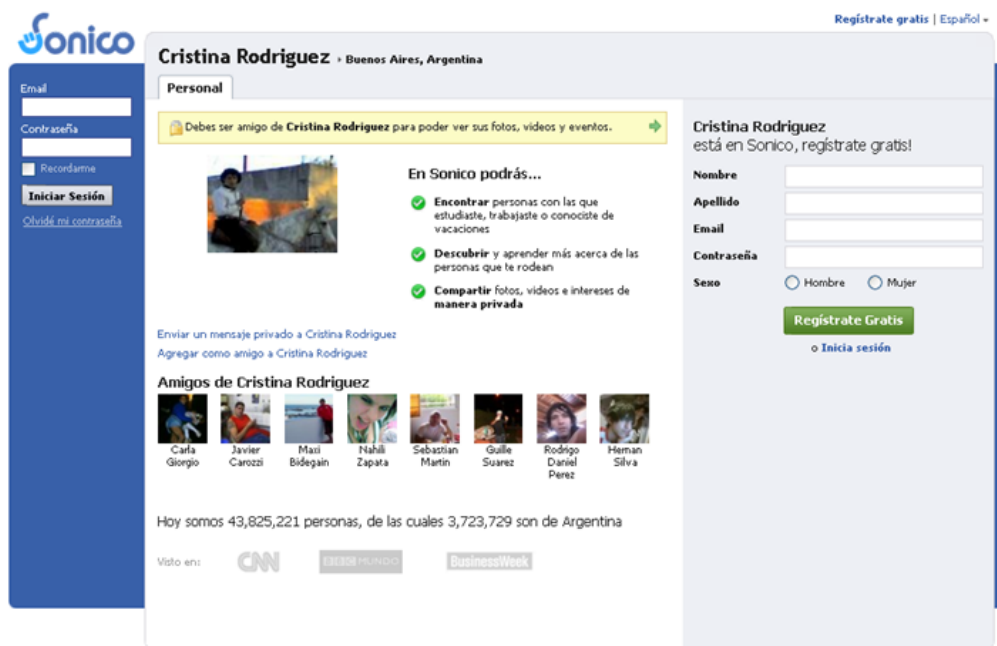 Regístrate gratis | Español
Sonico
Cristina Rodriguez › Buenos Aires, Argentina
Personal
Email
Contraseña
Recordarme
Iniciar Sesión
Olvidé mi contraseña
Debes ser amigo de Cristina Rodriguez para poder ver sus fotos, videos y eventos.
En Sonico podrás...
Encontrar personas con las que
estudiaste, trabajaste o conociste de
vacaciones
Descubrir y aprender más acerca de las
personas que te rodean
Compartir fotos, videos e intereses de
manera privada
Enviar un mensaje privado a Cristina Rodriguez
Agregar como amigo a Cristina Rodriguez
Amigos de Cristina Rodriguez
Carla Giorgio
Javier Carozzi
Maxi Bidegain
Nahili Zapata
Sebastian Martin
Guille Suarez
Rodrigo Daniel Perez
Hernan Silva
Hoy somos 43,825,221 personas, de las cuales 3,723,729 son de Argentina
Visto en: CNN BBC MUNDO BusinessWeek
Cristina Rodriguez
está en Sonico, regístrate gratis!
Nombre
Apellido
Email
Contraseña
Sexo Hombre Mujer
Regístrate Gratis
o Inicia sesión